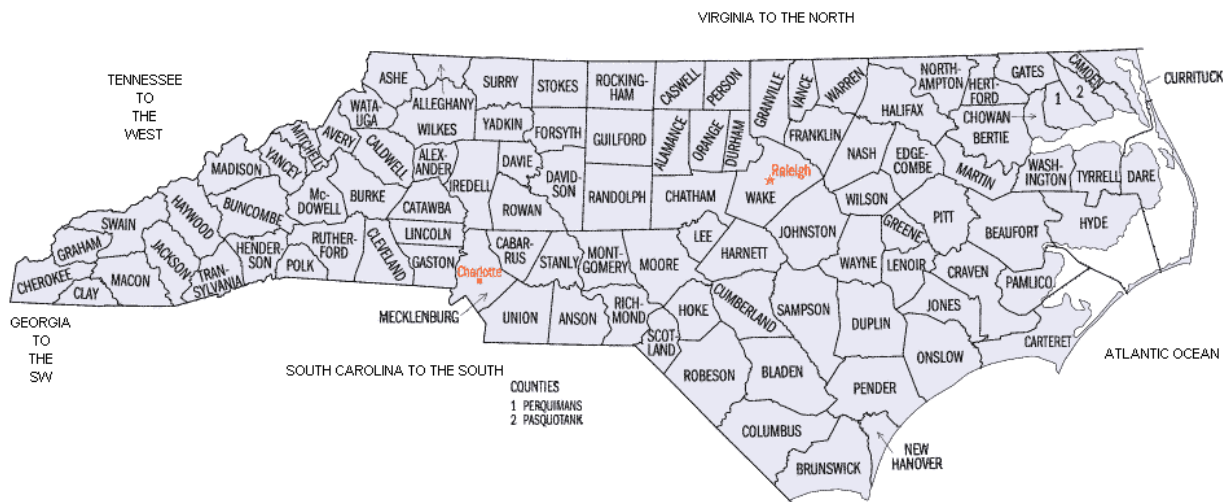 VIRGINIA TO THE NORTH
TENNESSEE
TO
THE
WEST
ASHE
ALLEGHANY
SURRY
STOKES
ROCKING-
HAM
CASWELL
PERSON
GRANVILLE
VANCE
WARREN
NORTH-
AMPTON
HERT-
FORD
GATES
CAMDEN
CURRITUCK
WATA-
UGA
WILKES
YADKIN
FORSYTH
GUILFORD
ALAMANCE
ORANGE
DURHAM
FRANKLIN
HALIFAX
CHOWAN
BERTIE
1
2
MITCHELL
AVERY
YANCEY
MADISON
CALDWELL
ALEX-
ANDER
IREDELL
DAVIE
DAVID-
SON
RANDOLPH
CHATHAM
Raleigh
WAKE
NASH
EDGE-
COMBE
MARTIN
WASH-
INGTON
TYRRELL
DARE
HAYWOOD
BUNCOMBE
Mc-
DOWELL
BURKE
CATAWBA
ROWAN
WILSON
PITT
BEAUFORT
HYDE
SWAIN
GRAHAM
CHEROKEE
CLAY
MACON
JACKSON
TRAN-
SYLVANIA
HENDER-
SON
POLK
RUTHER-
FORD
CLEVELAND
LINCOLN
GASTON
Charlotte
MECKLENBURG
CABAR-
RUS
STANLY
MONT-
GOMERY
MOORE
LEE
HARNETT
JOHNSTON
GREENE
WAYNE
LENOIR
CRAVEN
PAMLICO
GEORGIA
TO
THE
SW
UNION
ANSON
RICH-
MOND
SCOT-
LAND
HOKE
CUMBERLAND
SAMPSON
DUPLIN
JONES
CARTERET
ONSLOW
ATLANTIC OCEAN
SOUTH CAROLINA TO THE SOUTH
ROBESON
BLADEN
PENDER
COUNTIES
1 PERQUIMANS
2 PASQUOTANK
COLUMBUS
BRUNSWICK
NEW
HANOVER